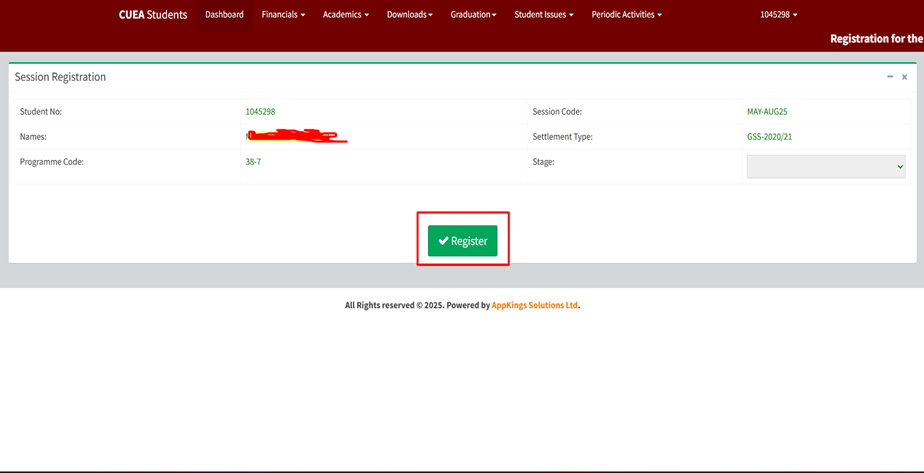 CUEA Students Dashboard Financials Academics Downloads Graduation Student Issues Periodic Activities 1045298
Registration for the
Session Registration
Student No: 1045298 Session Code: MAY-AUG25
Names: Settlement Type: GSS-2020/21
Programme Code: 38-7 Stage:
Register
All Rights reserved © 2025. Powered by AppKings Solutions Ltd.